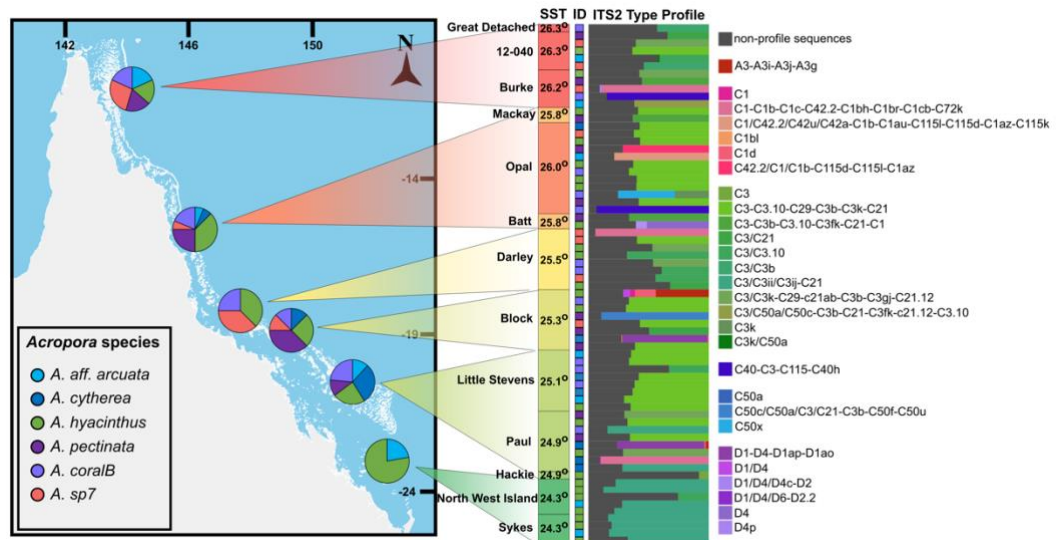 142
146
150
N
-14
-19
-24
Acropora species
A. aff. arcuata
A. cytherea
A. hyacinthus
A. pectinata
A. coralB
A. sp7
SST
ID
ITS2 Type Profile
Great Detached 26.3°
12-040 26.3°
Burke 26.2°
Mackay 25.8°
Opal 26.0°
Batt 25.8°
Darley 25.5°
Block 25.3°
Little Stevens 25.1°
Paul 24.9°
Hackie 24.9°
North West Island 24.3°
Sykes 24.3°
non-profile sequences
A3-A3i-A3j-A3g
C1
C1-C1b-C1c-C42.2-C1bh-C1br-C1cb-C72k
C1/C42.2/C42u/C42a-C1b-C1au-C115l-C115d-C1az-C115k
C1bl
C1d
C42.2/C1/C1b-C115d-C115l-C1az
C3
C3-C3.10-C29-C3b-C3k-C21
C3-C3b-C3.10-C3fk-C21-C1
C3/C21
C3/C3.10
C3/C3b
C3/C3ii/C3ij-C21
C3/C3k-C29-c21ab-C3b-C3gj-C21.12
C3/C50a/C50c-C3b-C21-C3fk-c21.12-C3.10
C3k
C3k/C50a
C40-C3-C115-C40h
C50a
C50c/C50a/C3/C21-C3b-C50f-C50u
C50x
D1-D4-D1ap-D1ao
D1/D4
D1/D4/D4c-D2
D1/D4/D6-D2.2
D4
D4p